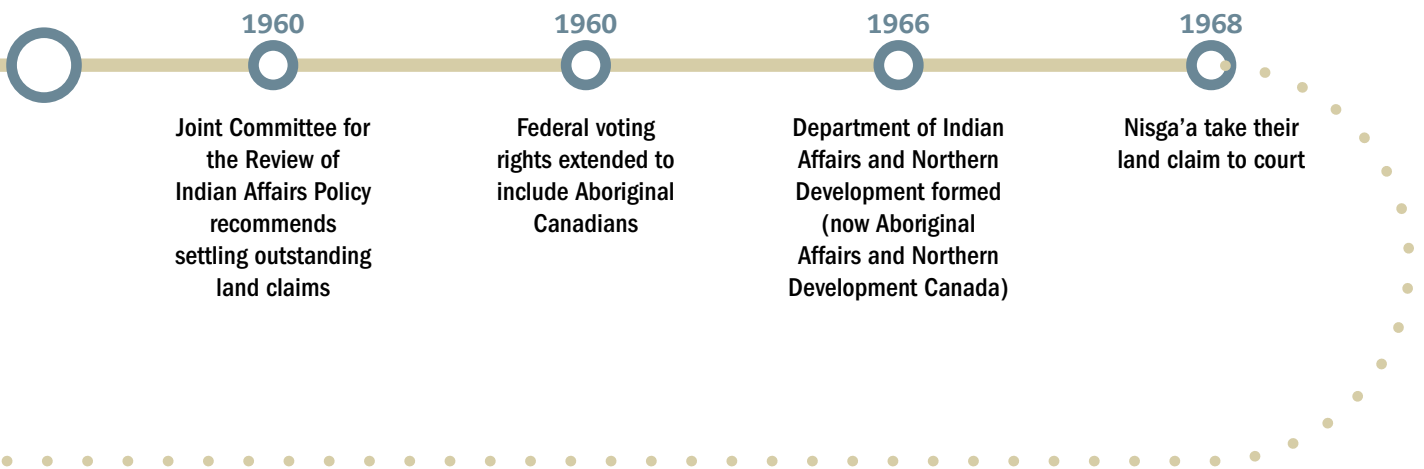 1960
Joint Committee for
the Review of
Indian Affairs Policy
recommends
settling outstanding
land claims
1960
Federal voting
rights extended to
include Aboriginal
Canadians
1966
Department of Indian
Affairs and Northern
Development formed
(now Aboriginal
Affairs and Northern
Development Canada)
1968
Nisga’a take their
land claim to court